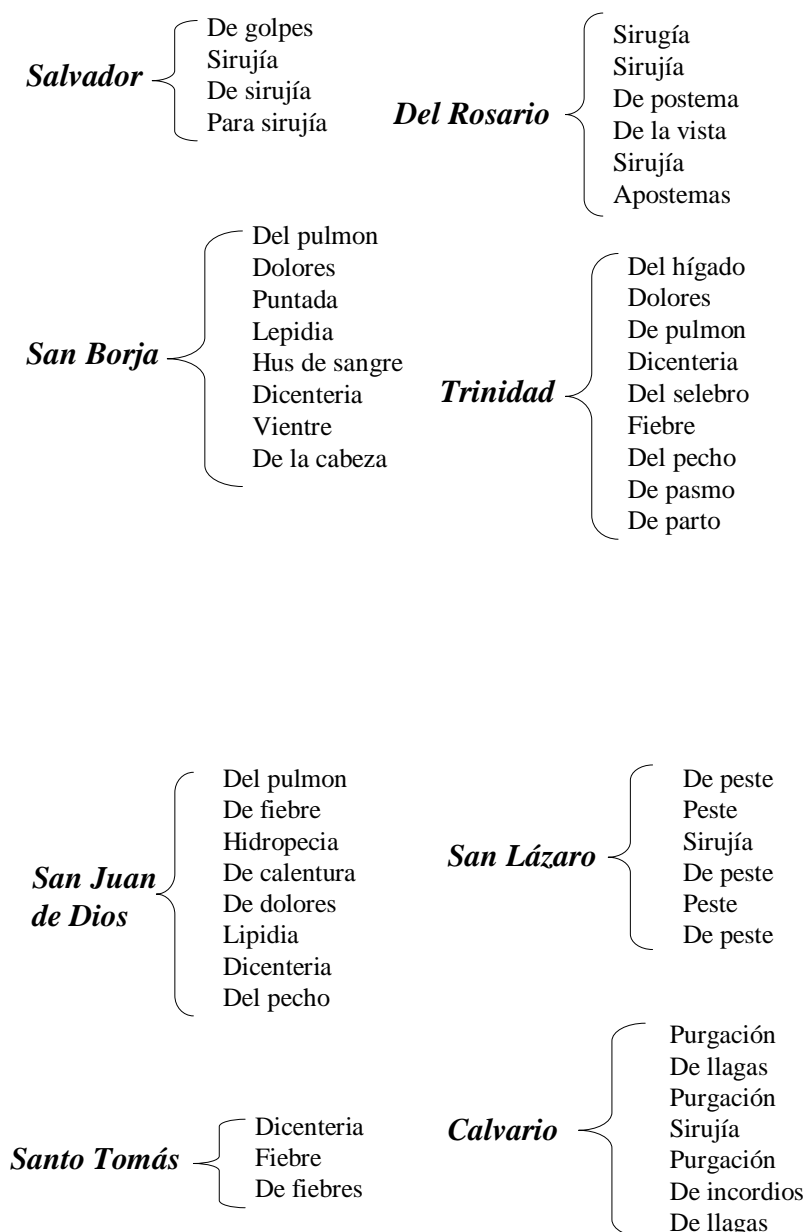 Salvador
De golpes
Sirujía
De sirujía
Para sirujía
Del Rosario
Sirugía
Sirujía
De postema
De la vista
Sirujía
Apostemas
San Borja
Del pulmon
Dolores
Puntada
Lepidia
Hus de sangre
Dicenteria
Vientre
De la cabeza
Trinidad
Del hígado
Dolores
De pulmon
Dicenteria
Del selebro
Fiebre
Del pecho
De pasmo
De parto
San Juan
de Dios
Del pulmon
De fiebre
Hidropecia
De calentura
De dolores
Lipidia
Dicenteria
Del pecho
San Lázaro
De peste
Peste
Sirujía
De peste
Peste
De peste
Santo Tomás
Dicenteria
Fiebre
De fiebres
Calvario
Purgación
De llagas
Purgación
Sirujía
Purgación
De incordios
De llagas